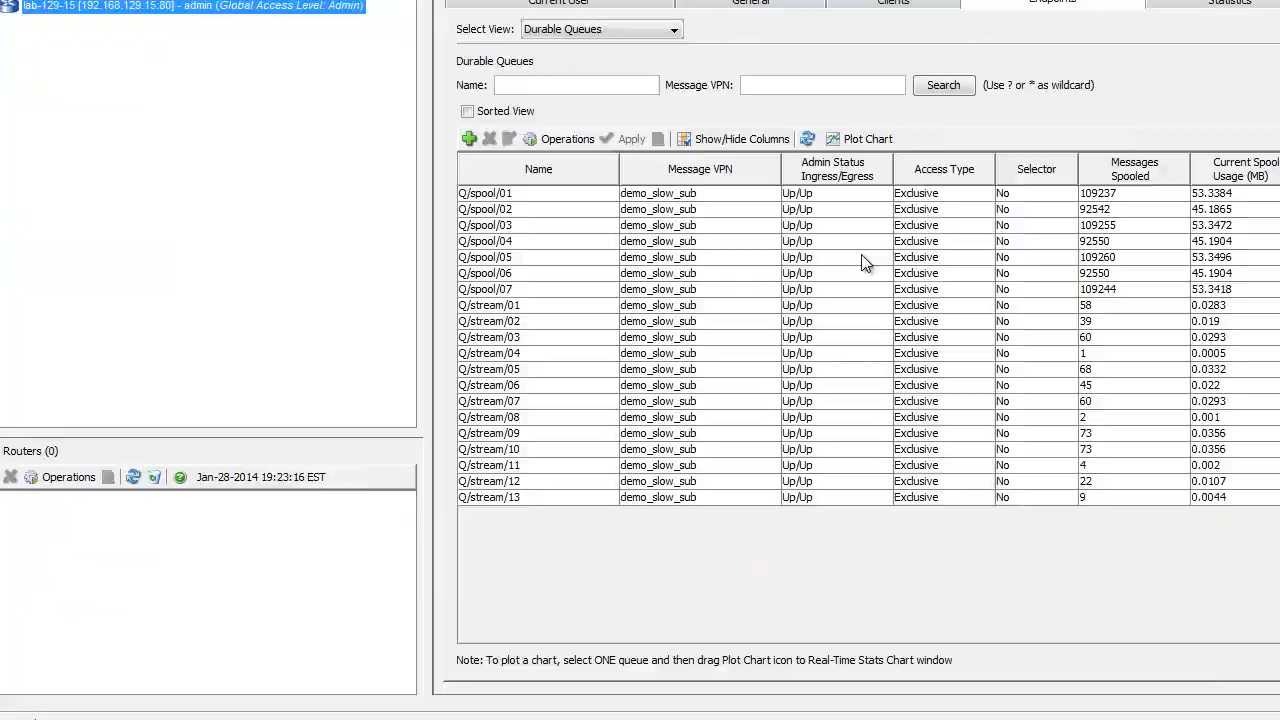 lab-129-15 [192.168.129.15:80] - admin (Global Access Level: Admin)
Current User General Clients Endpoints Statistics
Select View: Durable Queues
Durable Queues
Name: Message VPN: Search (Use ? or * as wildcard)
Sorted View
Operations Apply Show/Hide Columns Plot Chart
Name Message VPN Admin Status Ingress/Egress Access Type Selector Messages Spooled Current Spool Usage (MB)
Q/spool/01 demo_slow_sub Up/Up Exclusive No 109237 53.3384
Q/spool/02 demo_slow_sub Up/Up Exclusive No 92542 45.1865
Q/spool/03 demo_slow_sub Up/Up Exclusive No 109255 53.3472
Q/spool/04 demo_slow_sub Up/Up Exclusive No 92550 45.1904
Q/spool/05 demo_slow_sub Up/Up Exclusive No 109260 53.3496
Q/spool/06 demo_slow_sub Up/Up Exclusive No 92550 45.1904
Q/spool/07 demo_slow_sub Up/Up Exclusive No 109244 53.3418
Q/stream/01 demo_slow_sub Up/Up Exclusive No 58 0.0283
Q/stream/02 demo_slow_sub Up/Up Exclusive No 39 0.019
Q/stream/03 demo_slow_sub Up/Up Exclusive No 60 0.0293
Q/stream/04 demo_slow_sub Up/Up Exclusive No 1 0.0005
Q/stream/05 demo_slow_sub Up/Up Exclusive No 68 0.0332
Q/stream/06 demo_slow_sub Up/Up Exclusive No 45 0.022
Q/stream/07 demo_slow_sub Up/Up Exclusive No 60 0.0293
Q/stream/08 demo_slow_sub Up/Up Exclusive No 2 0.001
Q/stream/09 demo_slow_sub Up/Up Exclusive No 73 0.0356
Q/stream/10 demo_slow_sub Up/Up Exclusive No 73 0.0356
Q/stream/11 demo_slow_sub Up/Up Exclusive No 4 0.002
Q/stream/12 demo_slow_sub Up/Up Exclusive No 22 0.0107
Q/stream/13 demo_slow_sub Up/Up Exclusive No 9 0.0044
Routers (0)
Operations Jan-28-2014 19:23:16 EST
Note: To plot a chart, select ONE queue and then drag Plot Chart icon to Real-Time Stats Chart window